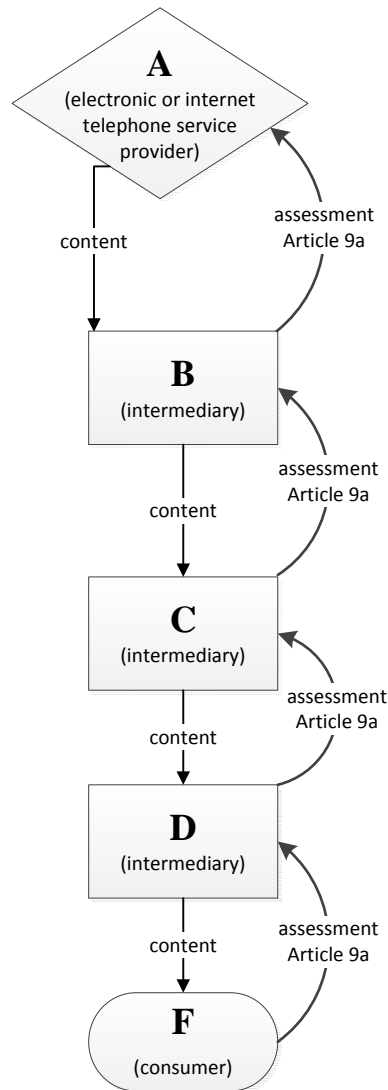 A
(electronic or internet
telephone service
provider)
content
assessment
Article 9a
B
(intermediary)
content
assessment
Article 9a
C
(intermediary)
content
assessment
Article 9a
D
(intermediary)
content
assessment
Article 9a
F
(consumer)